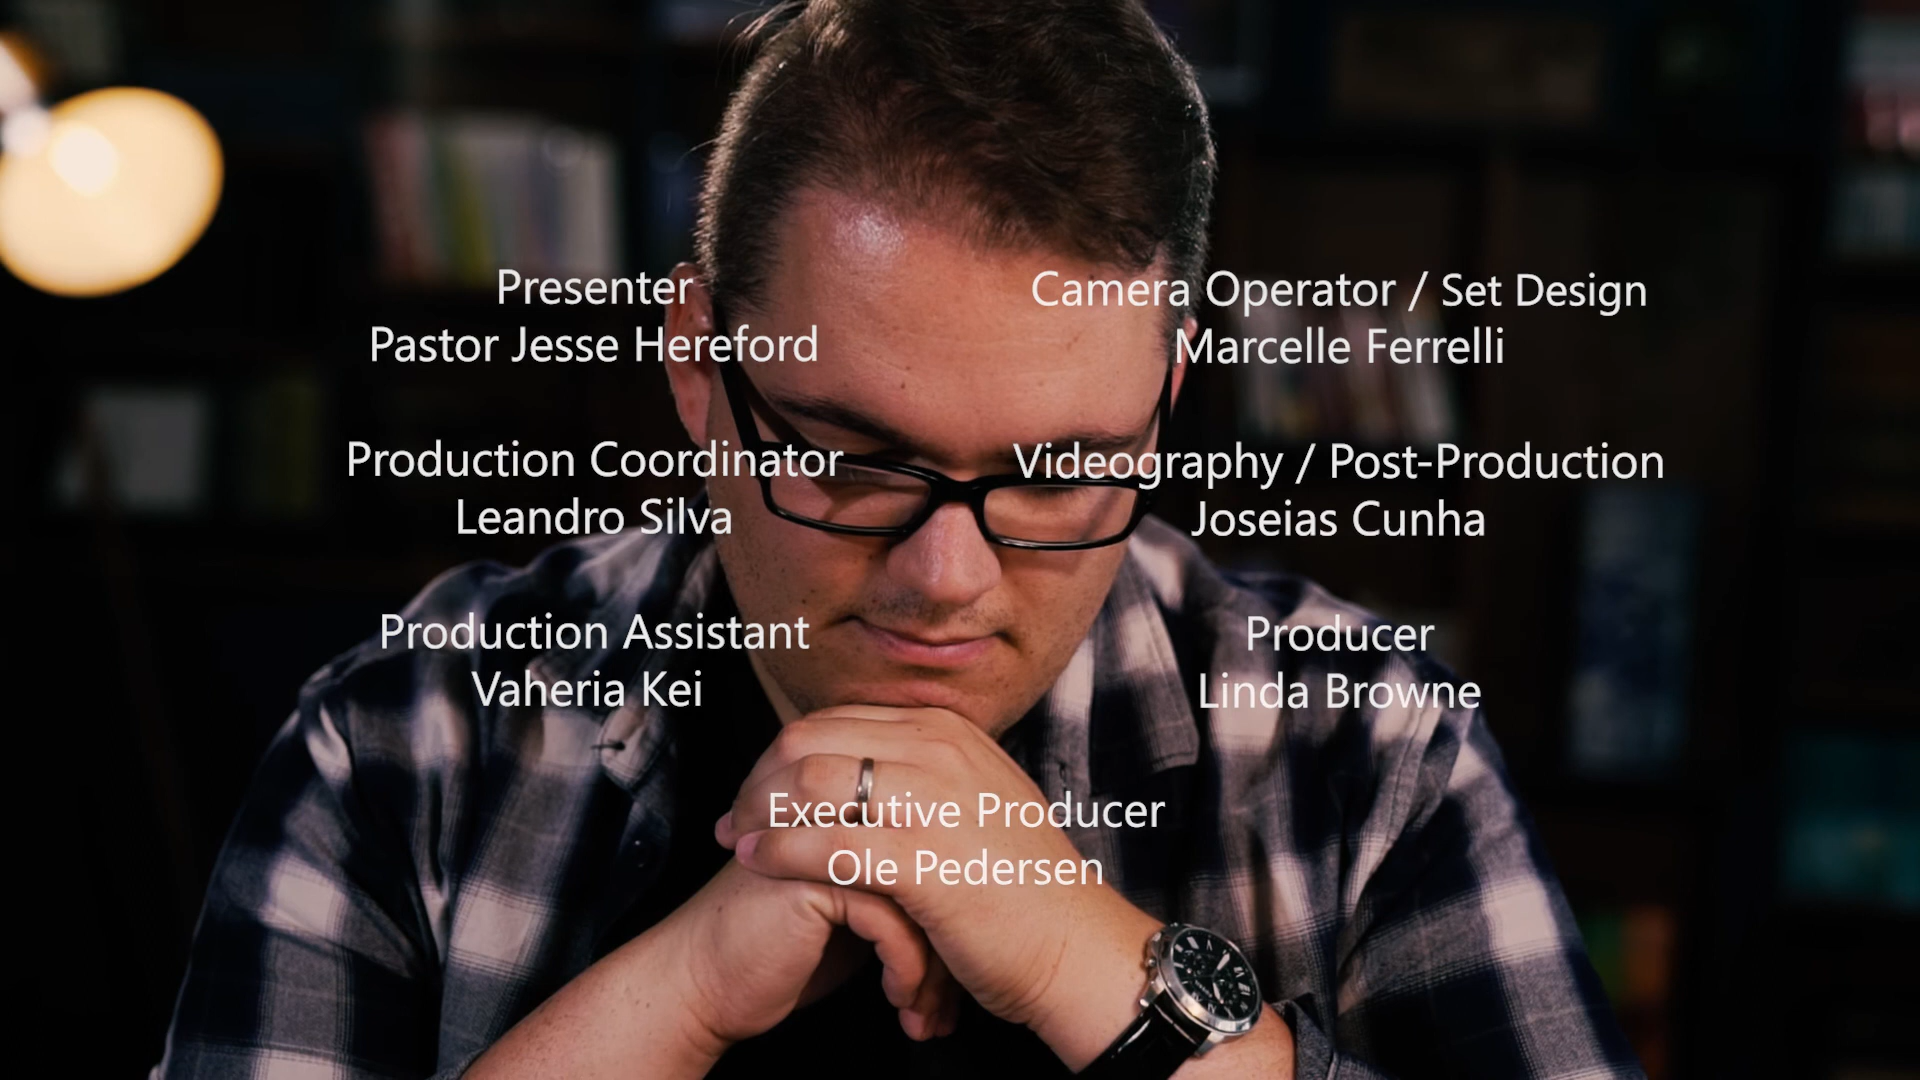 Presenter
Pastor Jesse Hereford
Camera Operator / Set Design
Marcelle Ferrelli
Production Coordinator
Leandro Silva
Videography / Post-Production
Joseias Cunha
Production Assistant
Vaheria Kei
Producer
Linda Browne
Executive Producer
Ole Pedersen